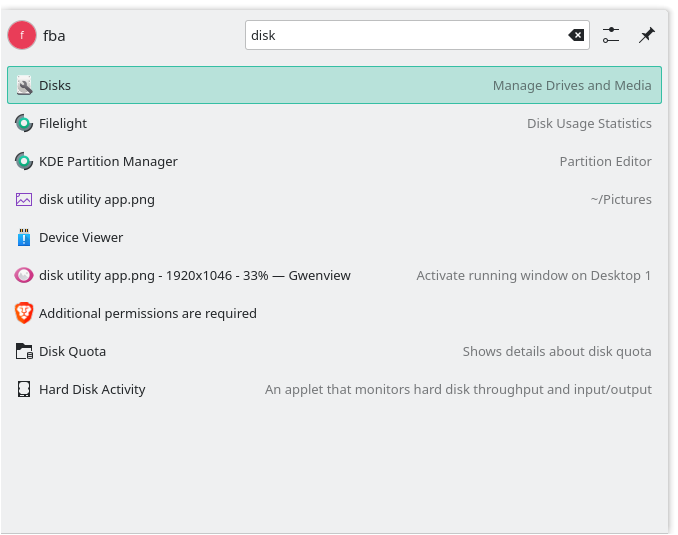 f fba disk
Disks Manage Drives and Media
Filelight Disk Usage Statistics
KDE Partition Manager Partition Editor
disk utility app.png ~/Pictures
Device Viewer
disk utility app.png - 1920x1046 - 33% — Gwenview Activate running window on Desktop 1
Additional permissions are required
Disk Quota Shows details about disk quota
Hard Disk Activity An applet that monitors hard disk throughput and input/output